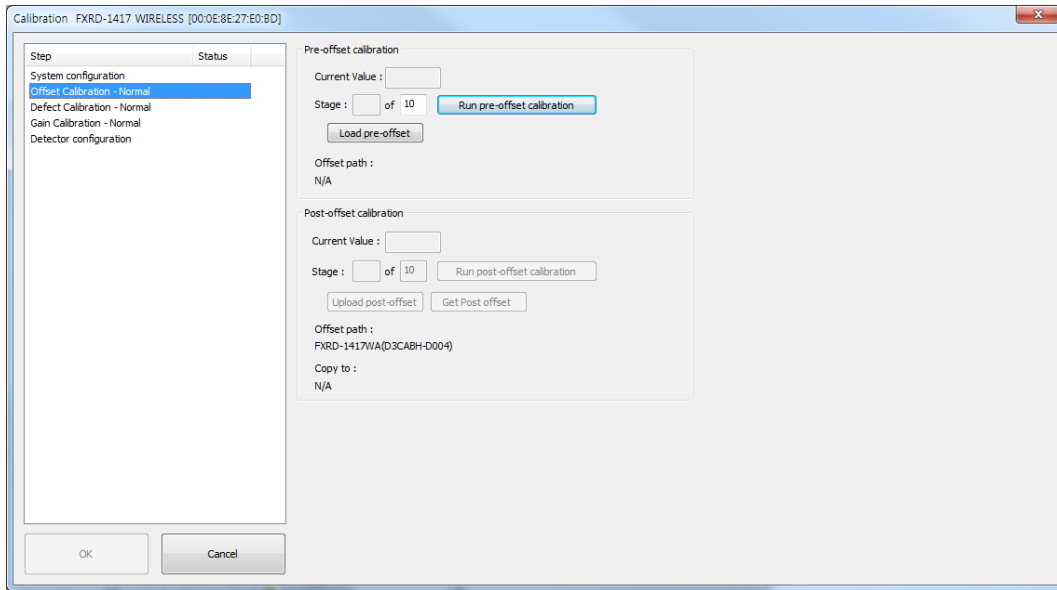 Calibration FXRD-1417 WIRELESS [00:0E:8E:27:E0:BD]
Step Status
System configuration
Offset Calibration - Normal
Defect Calibration - Normal
Gain Calibration - Normal
Detector configuration
OK Cancel
Pre-offset calibration
Current Value :
Stage : of 10 Run pre-offset calibration
Load pre-offset
Offset path :
N/A
Post-offset calibration
Current Value :
Stage : of 10 Run post-offset calibration
Upload post-offset Get Post offset
Offset path :
FXRD-1417WA(D3CABH-D004)
Copy to :
N/A